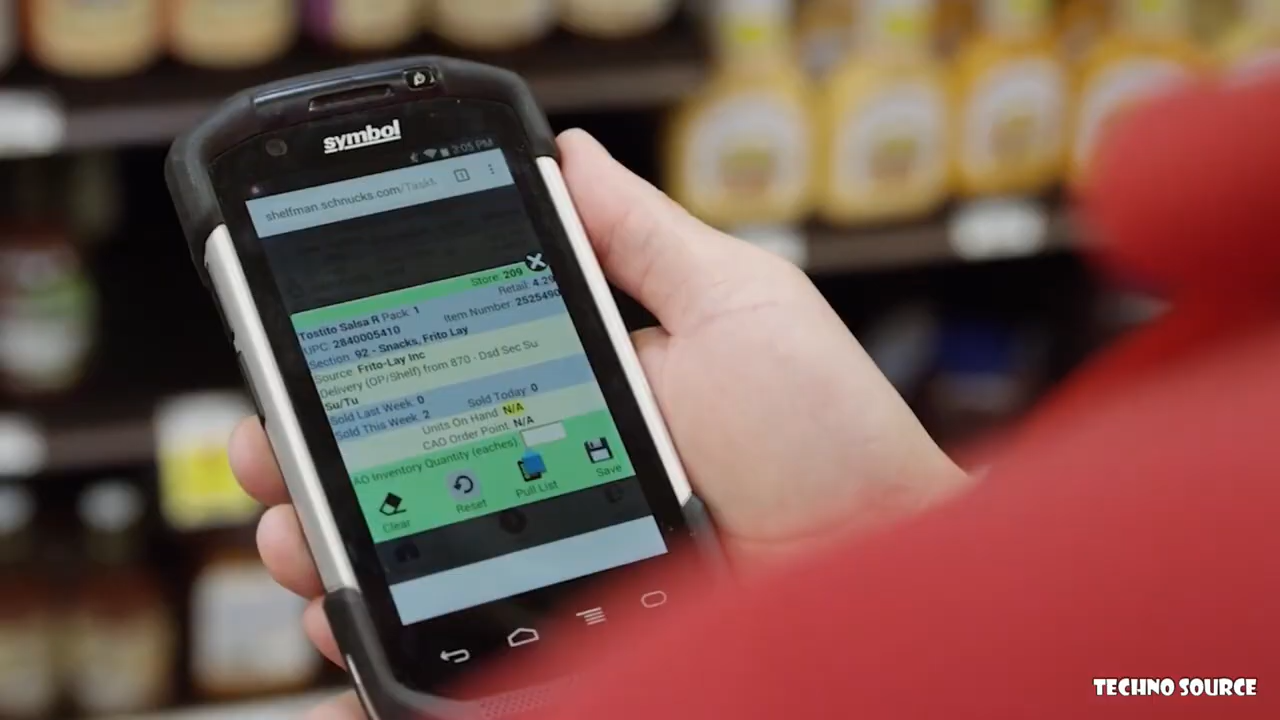 symbol
3:05 PM
shelfman.schnucks.com/Task
1
Store: 209
Tostito Salsa R Pack: 1 Retail: 4.29
UPC: 2840005410 Item Number: 2525490
Section: 92 - Snacks, Frito Lay
Source: Frito-Lay Inc
Delivery (OP/Shelf) from 870 - Dsd Sec Su
Su/Tu
Sold Last Week: 0 Sold Today: 0
Sold This Week: 2
Units On Hand: N/A
CAO Order Point: N/A
AO Inventory Quantity (eaches):
Clear Reset Pull List Save
TECHNO SOURCE